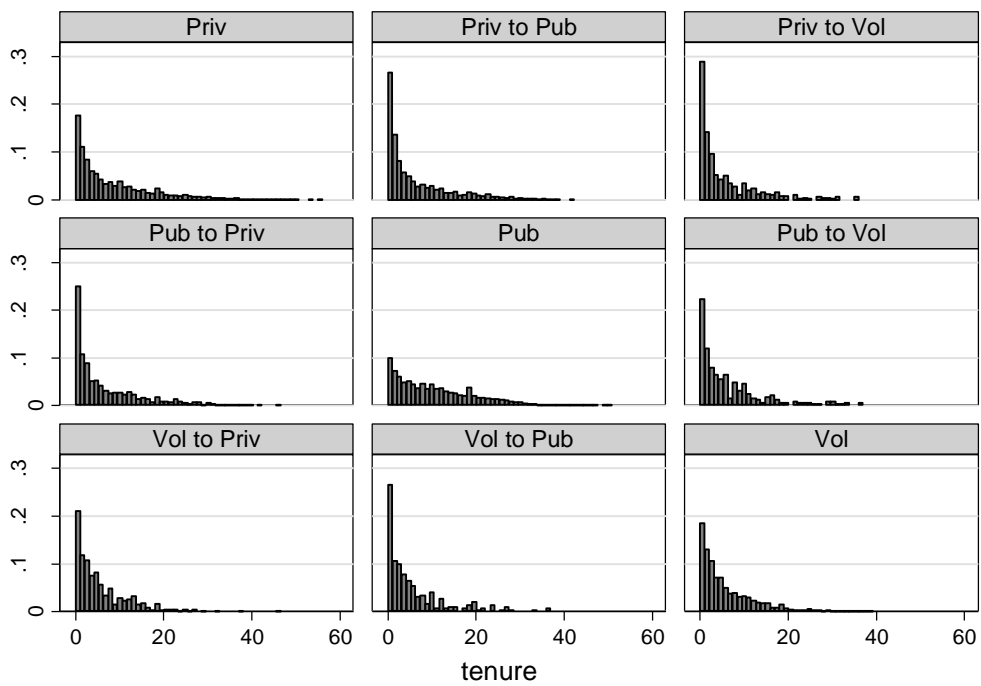 Priv Priv to Pub Priv to Vol
.3
.2
.1
0
Pub to Priv Pub Pub to Vol
.3
.2
.1
0
Vol to Priv Vol to Pub Vol
.3
.2
.1
0
0 20 40 60 0 20 40 60 0 20 40 60
tenure